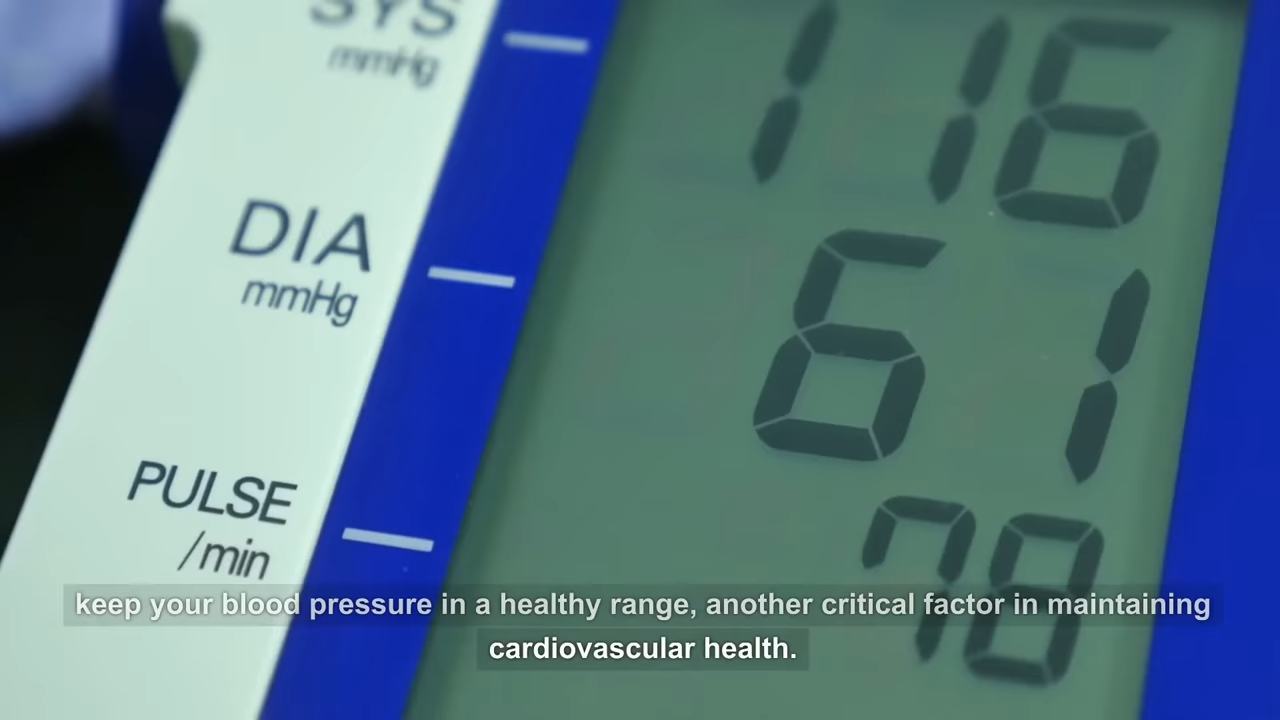 SYS
mmHg
116
DIA
mmHg
61
PULSE
/min
78
keep your blood pressure in a healthy range, another critical factor in maintaining
cardiovascular health.